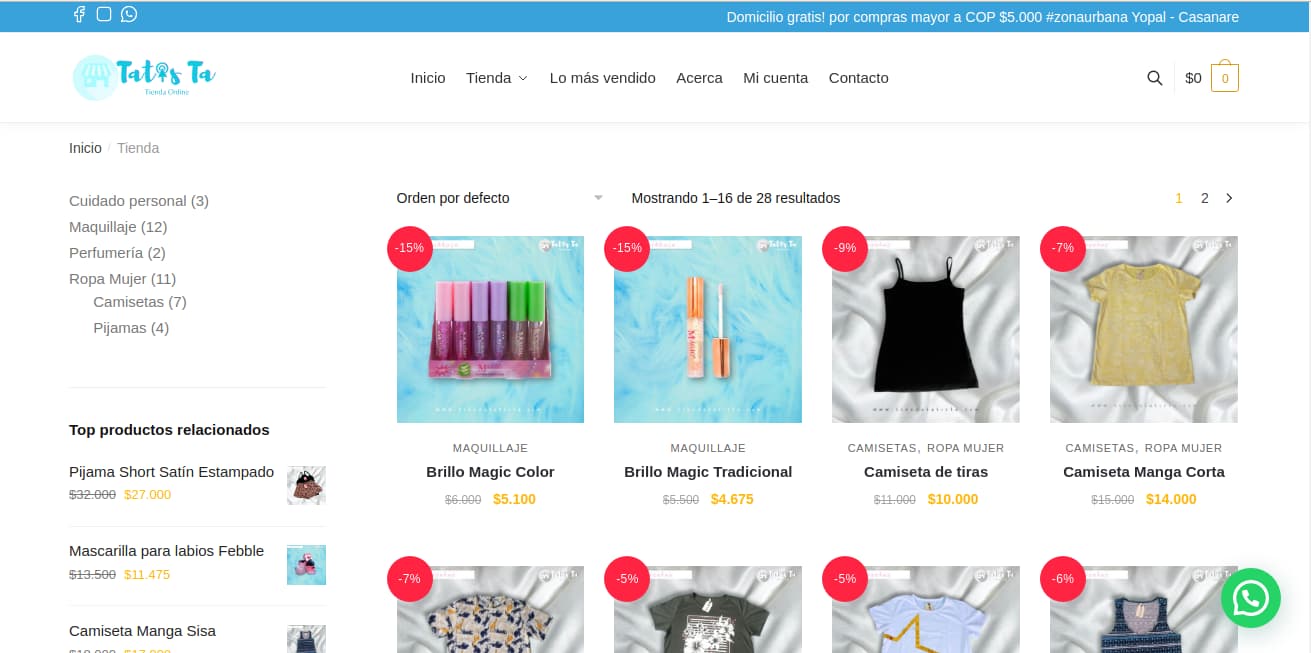 Domicilio gratis! por compras mayor a COP $5.000 #zonaurbana Yopal - Casanare
Tatis Ta
Tienda Online
Inicio Tienda Lo más vendido Acerca Mi cuenta Contacto
$0 0
Inicio / Tienda
Cuidado personal (3)
Maquillaje (12)
Perfumería (2)
Ropa Mujer (11)
Camisetas (7)
Pijamas (4)
Top productos relacionados
Pijama Short Satín Estampado
$32.000 $27.000
Mascarilla para labios Febble
$13.500 $11.475
Camiseta Manga Sisa
Orden por defecto
Mostrando 1–16 de 28 resultados
1 2
-15%
-15%
-9%
-7%
MAQUILLAJE
Brillo Magic Color
$6.000 $5.100
MAQUILLAJE
Brillo Magic Tradicional
$5.500 $4.675
CAMISETAS, ROPA MUJER
Camiseta de tiras
$11.000 $10.000
CAMISETAS, ROPA MUJER
Camiseta Manga Corta
$15.000 $14.000
-7%
-5%
-5%
-6%